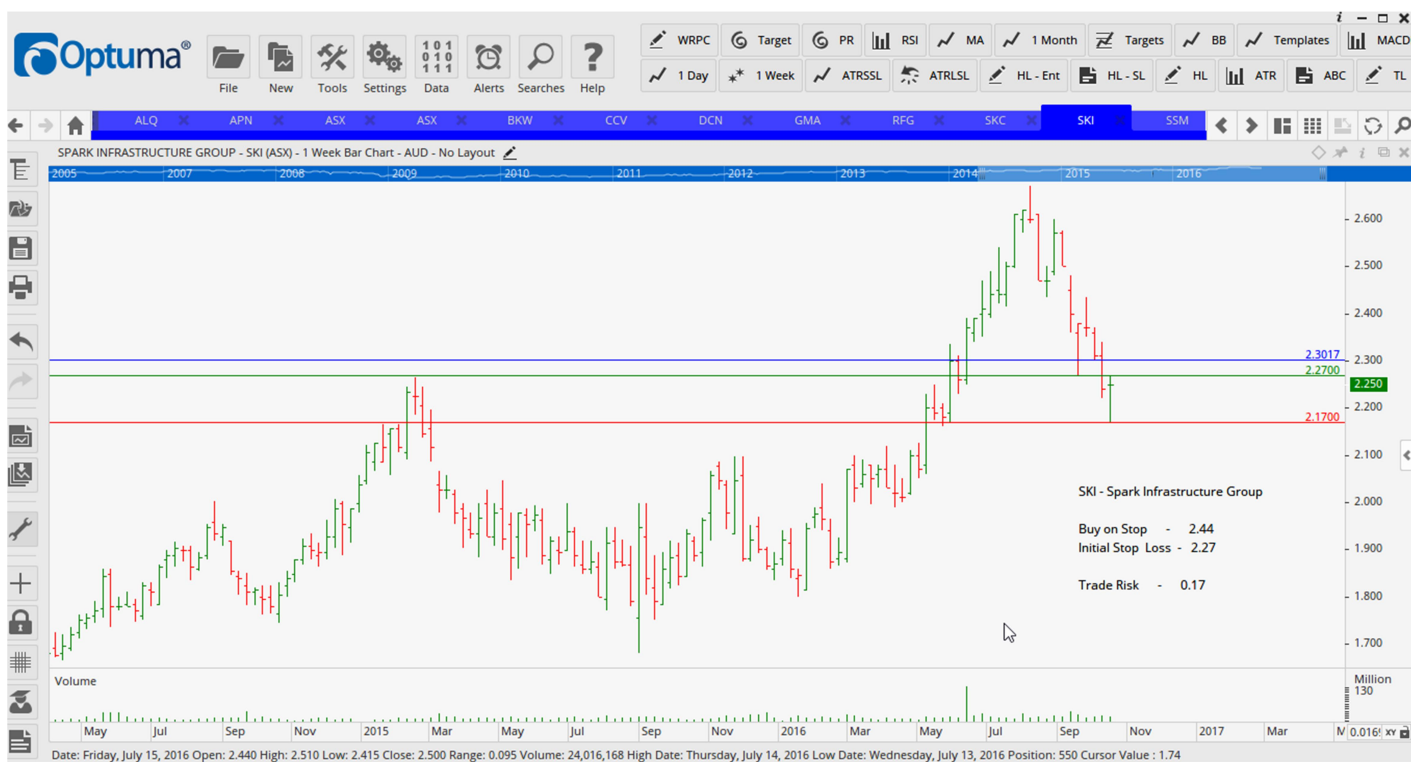 i
Optuma®
File New Tools Settings Data Alerts Searches Help
101
010
111
WRPC Target PR RSI MA 1 Month Targets BB Templates MACD
1 Day 1 Week ATRSSL ATRLSL HL - Ent HL - SL HL ATR ABC TL
ALQ APN ASX ASX BKW CCV DCN GMA RFG SKC SKI SSM
SPARK INFRASTRUCTURE GROUP - SKI (ASX) - 1 Week Bar Chart - AUD - No Layout
i
2005 2007 2008 2009 2010 2011 2012 2013 2014 2015 2016
2.600
2.500
2.400
2.3017 2.300
2.2700
2.250
2.200
2.1700
2.100
2.000
1.900
1.800
1.700
SKI - Spark Infrastructure Group
Buy on Stop - 2.44
Initial Stop Loss - 2.27
Trade Risk - 0.17
Volume
Million
130
May Jul Sep Nov 2015 Mar May Jul Sep Nov 2016 Mar May Jul Sep Nov 2017 Mar M XY
Date: Friday, July 15, 2016 Open: 2.440 High: 2.510 Low: 2.415 Close: 2.500 Range: 0.095 Volume: 24,016,168 High Date: Thursday, July 14, 2016 Low Date: Wednesday, July 13, 2016 Position: 550 Cursor Value : 1.74